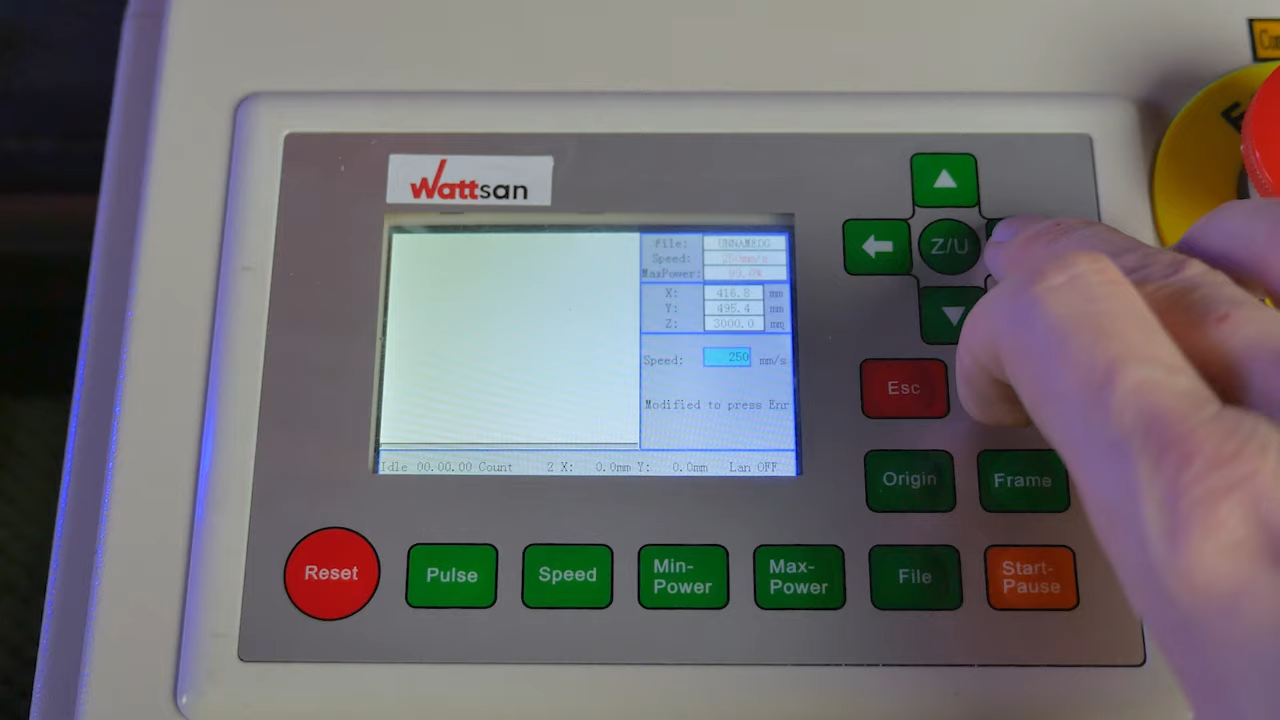 Wattsan
File: UNNAMEDG
Speed: 250mm/s
MaxPower: 99.0%
X: 416.8 mm
Y: 495.4 mm
Z: 3000.0 mm
Speed: 250 mm/s
Modified to press Enr
Idle 00.00.00 Count 2 X: 0.0mm Y: 0.0mm Lan OFF
Z/U
Esc
Origin
Frame
Reset
Pulse
Speed
Min-
Power
Max-
Power
File
Start-
Pause